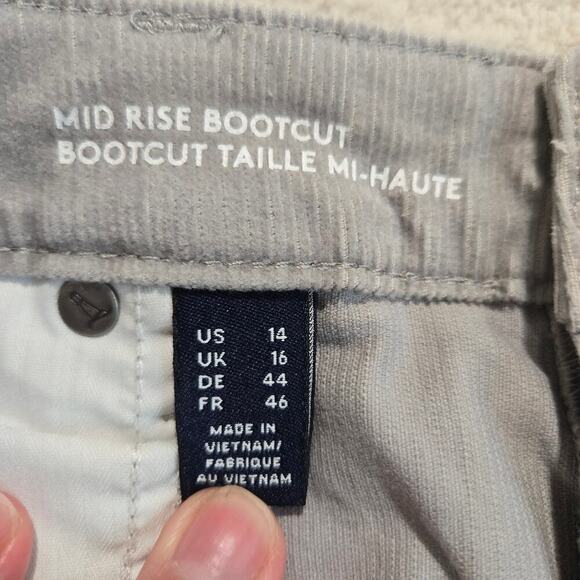 MID RISE BOOTCUT
BOOTCUT TAILLE MI-HAUTE
US 14
UK 16
DE 44
FR 46
MADE IN
VIETNAM/
FABRIQUE
AU VIETNAM